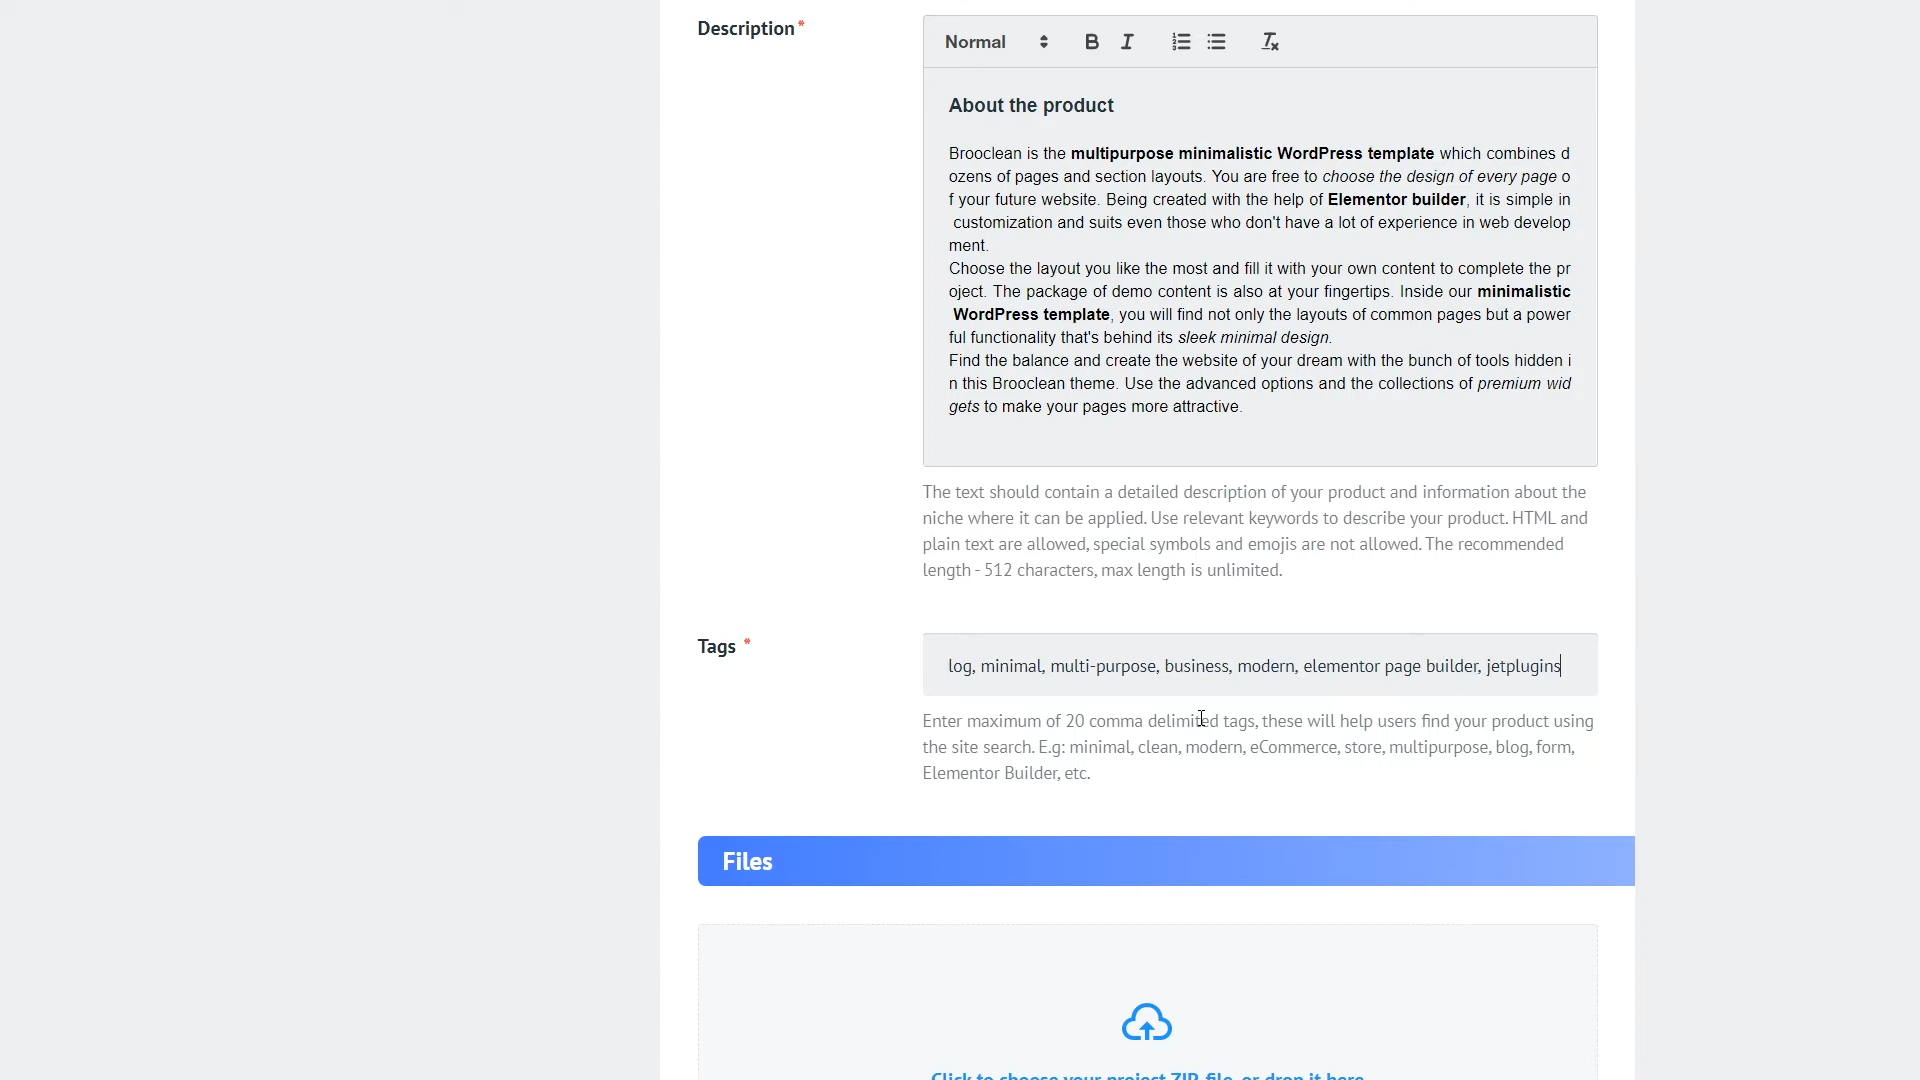 Description*
Normal
About the product
Brooclean is the multipurpose minimalistic WordPress template which combines d
ozens of pages and section layouts. You are free to choose the design of every page o
f your future website. Being created with the help of Elementor builder, it is simple in
customization and suits even those who don't have a lot of experience in web develop
ment.
Choose the layout you like the most and fill it with your own content to complete the pr
oject. The package of demo content is also at your fingertips. Inside our minimalistic
WordPress template, you will find not only the layouts of common pages but a power
ful functionality that's behind its sleek minimal design.
Find the balance and create the website of your dream with the bunch of tools hidden i
n this Brooclean theme. Use the advanced options and the collections of premium wid
gets to make your pages more attractive.
The text should contain a detailed description of your product and information about the
niche where it can be applied. Use relevant keywords to describe your product. HTML and
plain text are allowed, special symbols and emojis are not allowed. The recommended
length - 512 characters, max length is unlimited.
Tags *
log, minimal, multi-purpose, business, modern, elementor page builder, jetplugins
Enter maximum of 20 comma delimited tags, these will help users find your product using
the site search. E.g: minimal, clean, modern, eCommerce, store, multipurpose, blog, form,
Elementor Builder, etc.
Files
Click to choose your project ZIP-file, or drop it here